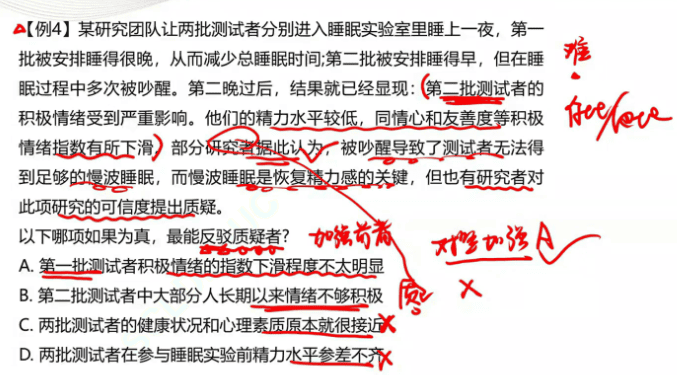 【例4】某研究团队让两批测试者分别进入睡眠实验室里睡上一夜，第一
批被安排睡得很晚，从而减少总睡眠时间;第二批被安排睡得早，但在睡
眠过程中多次被吵醒。第二晚过后，结果就已经显现：第二批测试者的
积极情绪受到严重影响。他们的精力水平较低，同情心和友善度等积极
情绪指数有所下滑，部分研究者据此认为，被吵醒导致了测试者无法得
到足够的慢波睡眠，而慢波睡眠是恢复精力感的关键，但也有研究者对
此项研究的可信度提出质疑。
以下哪项如果为真，最能反驳质疑者？
加强前者
对比加强 A
A. 第一批测试者积极情绪的指数下滑程度不太明显
B. 第二批测试者中大部分人长期以来情绪不够积极
C. 两批测试者的健康状况和心理素质原本就很接近
D. 两批测试者在参与睡眠实验前精力水平参差不齐
难